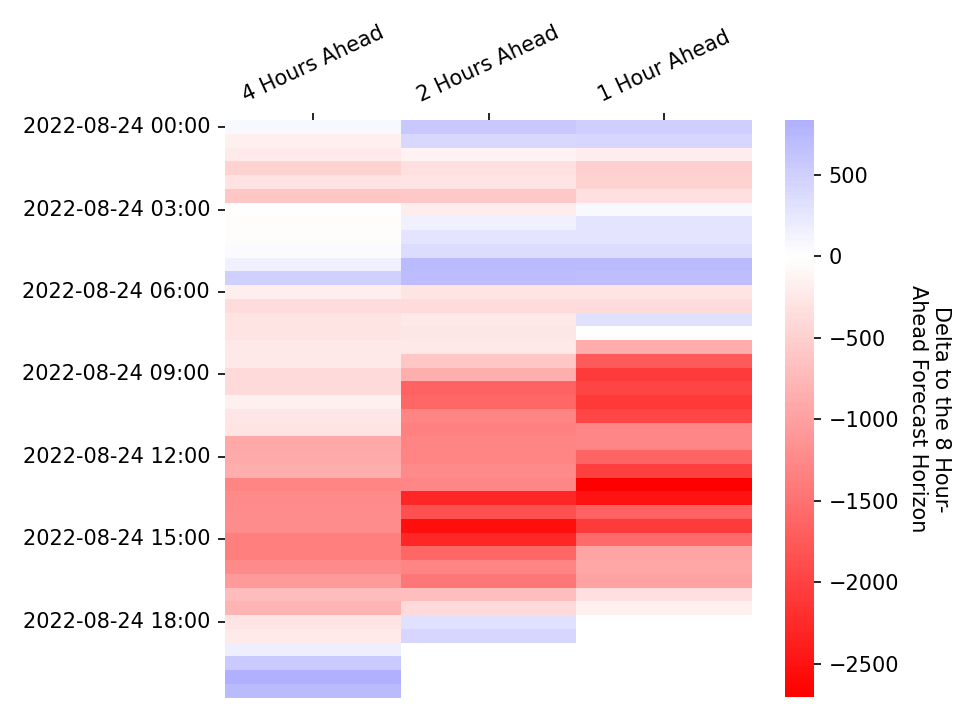 4 Hours Ahead
2 Hours Ahead
1 Hour Ahead
2022-08-24 00:00
2022-08-24 03:00
2022-08-24 06:00
2022-08-24 09:00
2022-08-24 12:00
2022-08-24 15:00
2022-08-24 18:00
500
0
−500
−1000
−1500
−2000
−2500
Delta to the 8 Hour-
Ahead Forecast Horizon